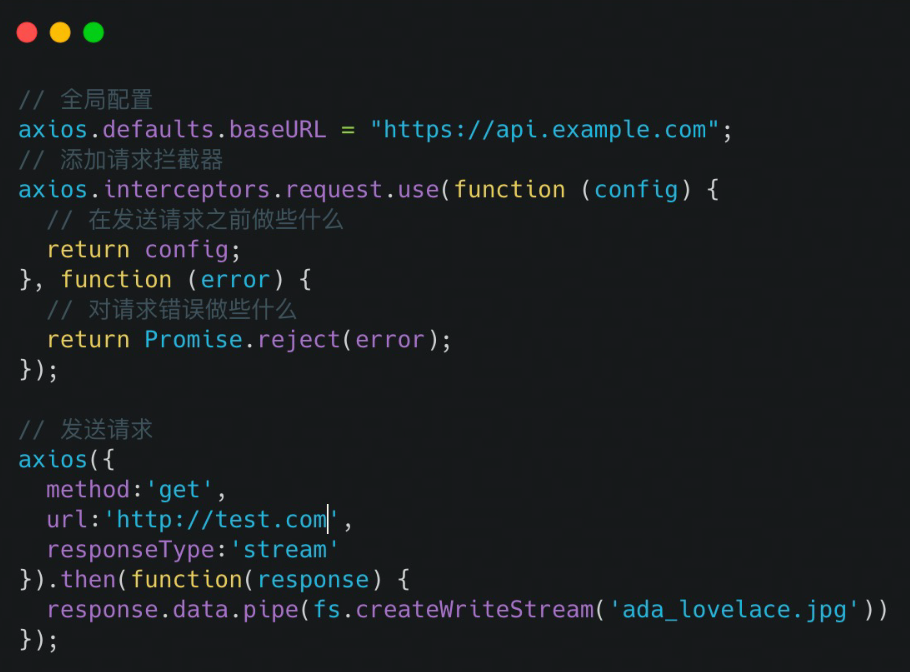 // 全局配置
axios.defaults.baseURL = "https://api.example.com";
// 添加请求拦截器
axios.interceptors.request.use(function (config) {
  // 在发送请求之前做些什么
  return config;
}, function (error) {
  // 对请求错误做些什么
  return Promise.reject(error);
});

// 发送请求
axios({
  method:'get',
  url:'http://test.com',
  responseType:'stream'
}).then(function(response) {
  response.data.pipe(fs.createWriteStream('ada_lovelace.jpg'))
});